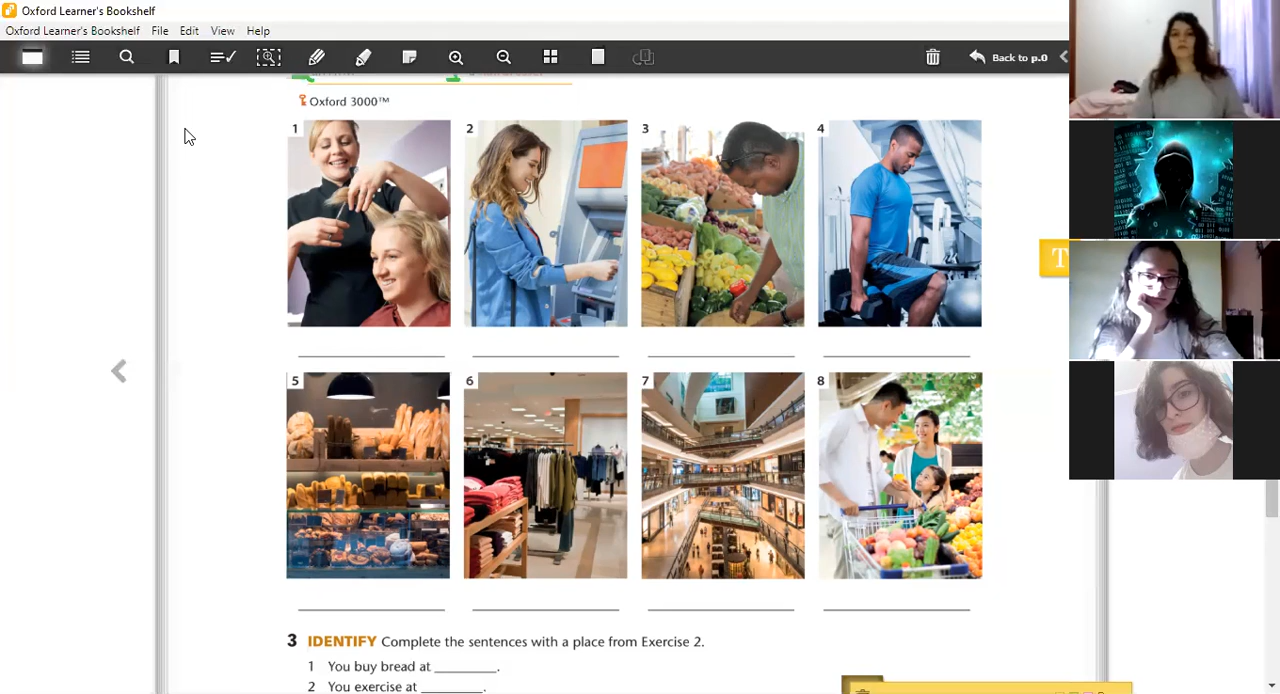 Oxford Learner's Bookshelf
Oxford Learner's Bookshelf File Edit View Help
Back to p.0
Oxford 3000™
1 2 3 4
T
5 6 7 8
3 IDENTIFY Complete the sentences with a place from Exercise 2.
1 You buy bread at ________.
2 You exercise at ________.